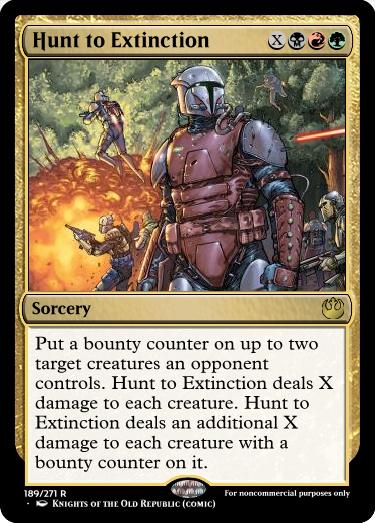 Hunt to Extinction X
Sorcery
Put a bounty counter on up to two
target creatures an opponent
controls. Hunt to Extinction deals X
damage to each creature. Hunt to
Extinction deals an additional X
damage to each creature with a
bounty counter on it.
189/271 R
For noncommercial purposes only
· Knights of the Old Republic (comic)